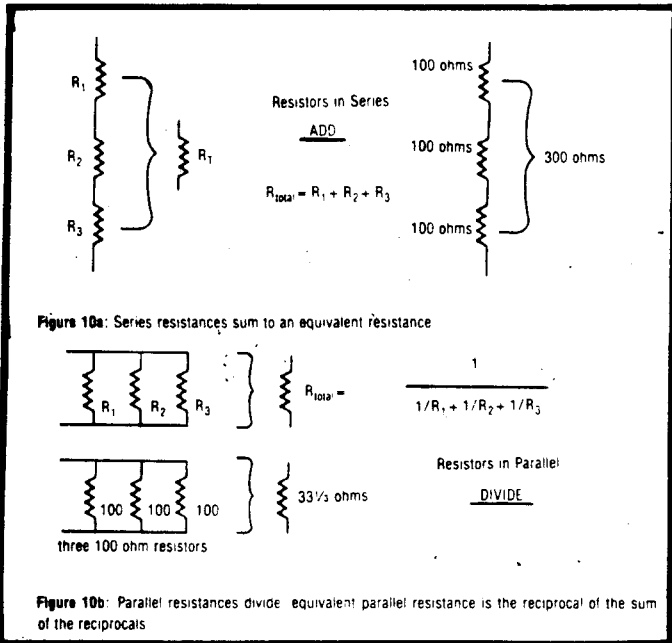 R1
R2
R3
RT
Resistors in Series
ADD
Rtotal = R1 + R2 + R3
100 ohms
100 ohms
100 ohms
300 ohms
Figure 10a: Series resistances sum to an equivalent resistance
R1 R2 R3
Rtotal =
1
1/R1 + 1/R2 + 1/R3
100 100 100
33⅓ ohms
three 100 ohm resistors
Resistors in Parallel
DIVIDE
Figure 10b: Parallel resistances divide equivalent parallel resistance is the reciprocal of the sum
of the reciprocals